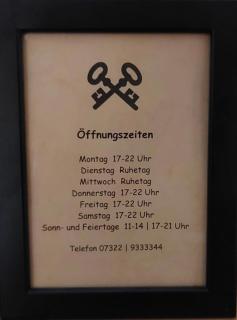 Öffnungszeiten
Montag 17-22 Uhr
Dienstag Ruhetag
Mittwoch Ruhetag
Donnerstag 17-22 Uhr
Freitag 17-22 Uhr
Samstag 17-22 Uhr
Sonn- und Feiertage 11-14 | 17-21 Uhr
Telefon 07322 | 9333344